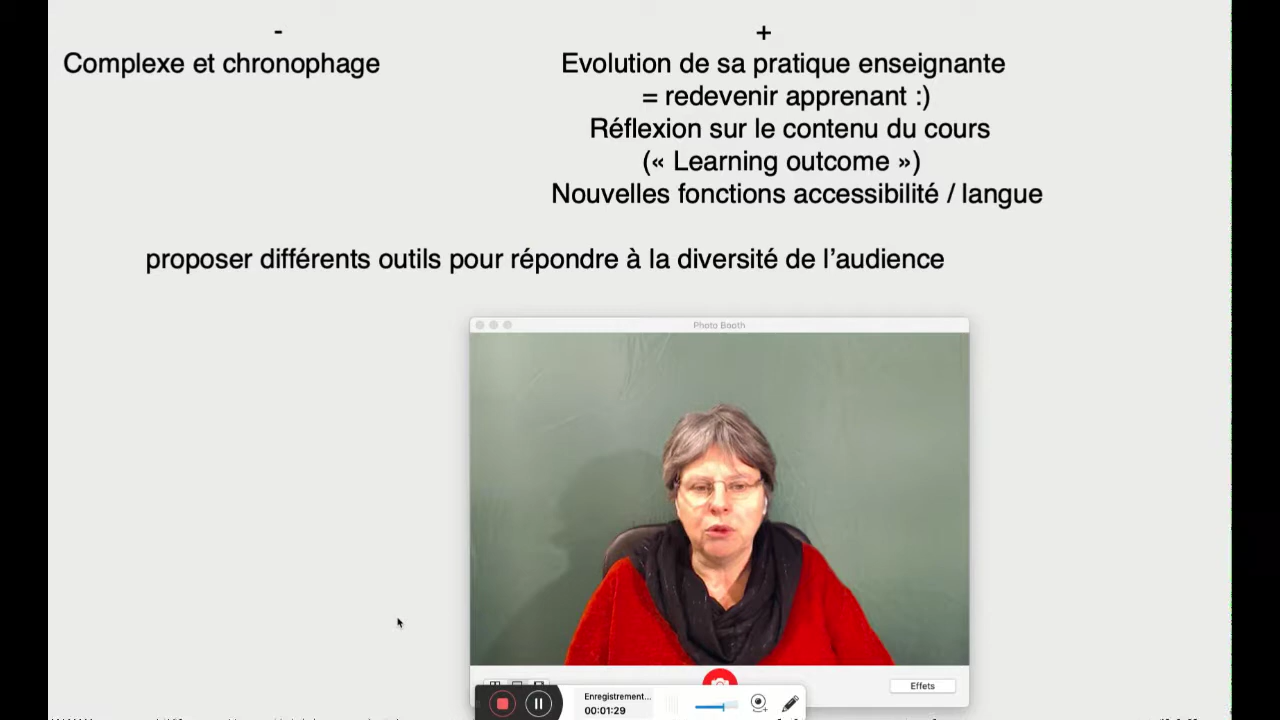 -
+
Complexe et chronophage
Evolution de sa pratique enseignante
= redevenir apprenant :)
Réflexion sur le contenu du cours
(« Learning outcome »)
Nouvelles fonctions accessibilité / langue
proposer différents outils pour répondre à la diversité de l’audience
Photo Booth
Effets
Enregistrement...
00:01:29